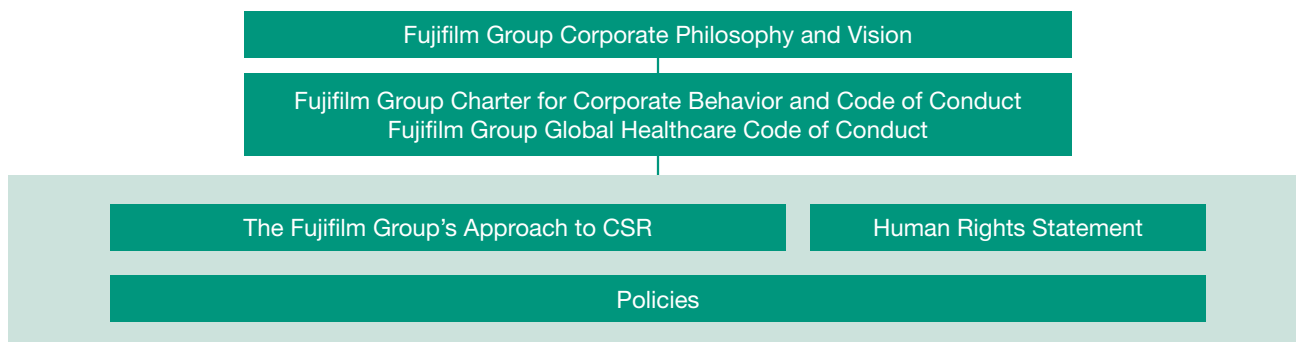 Fujifilm Group Corporate Philosophy and Vision
Fujifilm Group Charter for Corporate Behavior and Code of Conduct
Fujifilm Group Global Healthcare Code of Conduct
The Fujifilm Group’s Approach to CSR
Human Rights Statement
Policies